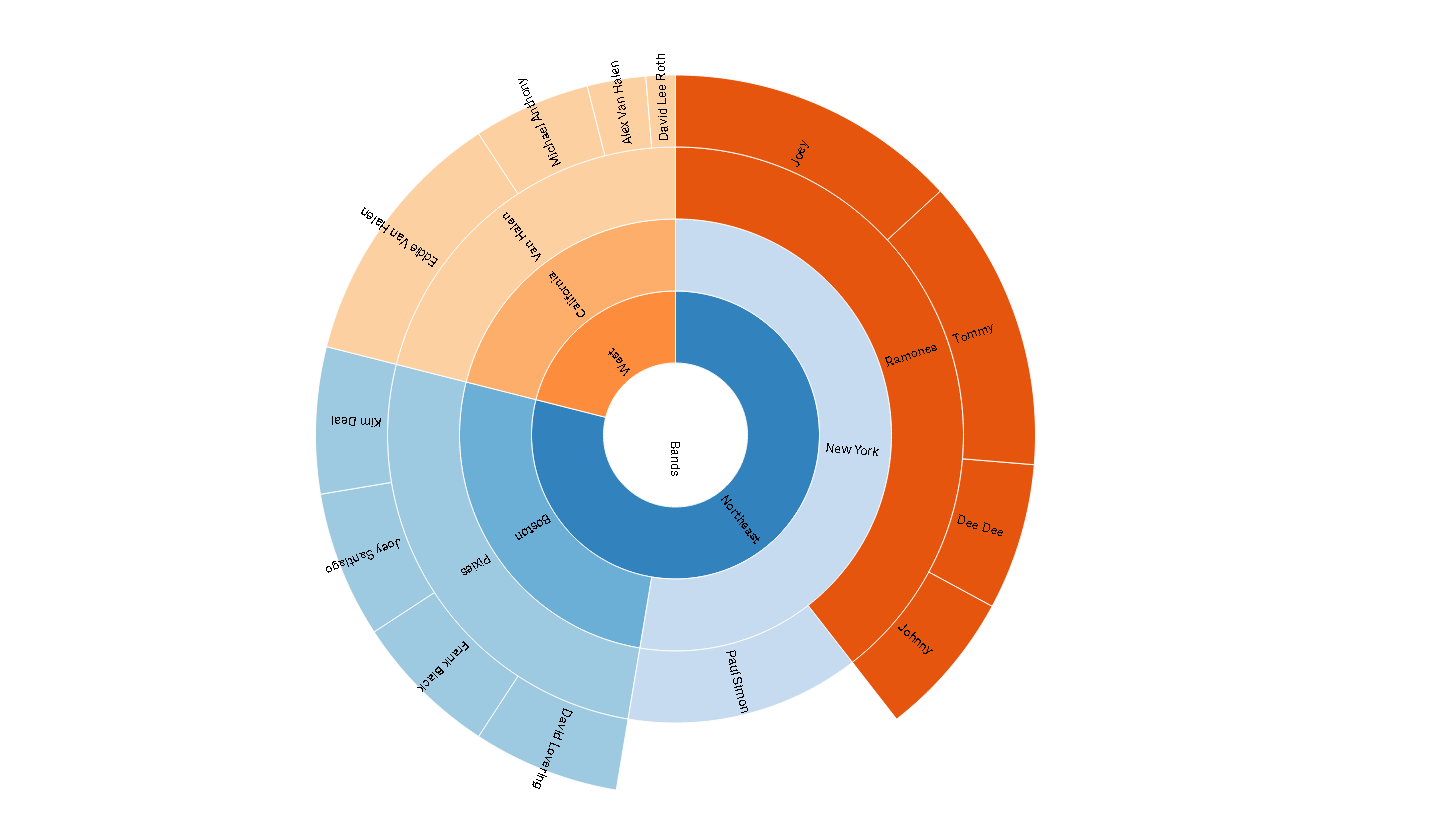 Bands
Northeast
West
New York
Boston
California
Ramones
Paul Simon
Pixies
Van Halen
Joey
Tommy
Dee Dee
Johnny
David Lovering
Frank Black
Joey Santiago
Kim Deal
Eddie Van Halen
Michael Anthony
Alex Van Halen
David Lee Roth